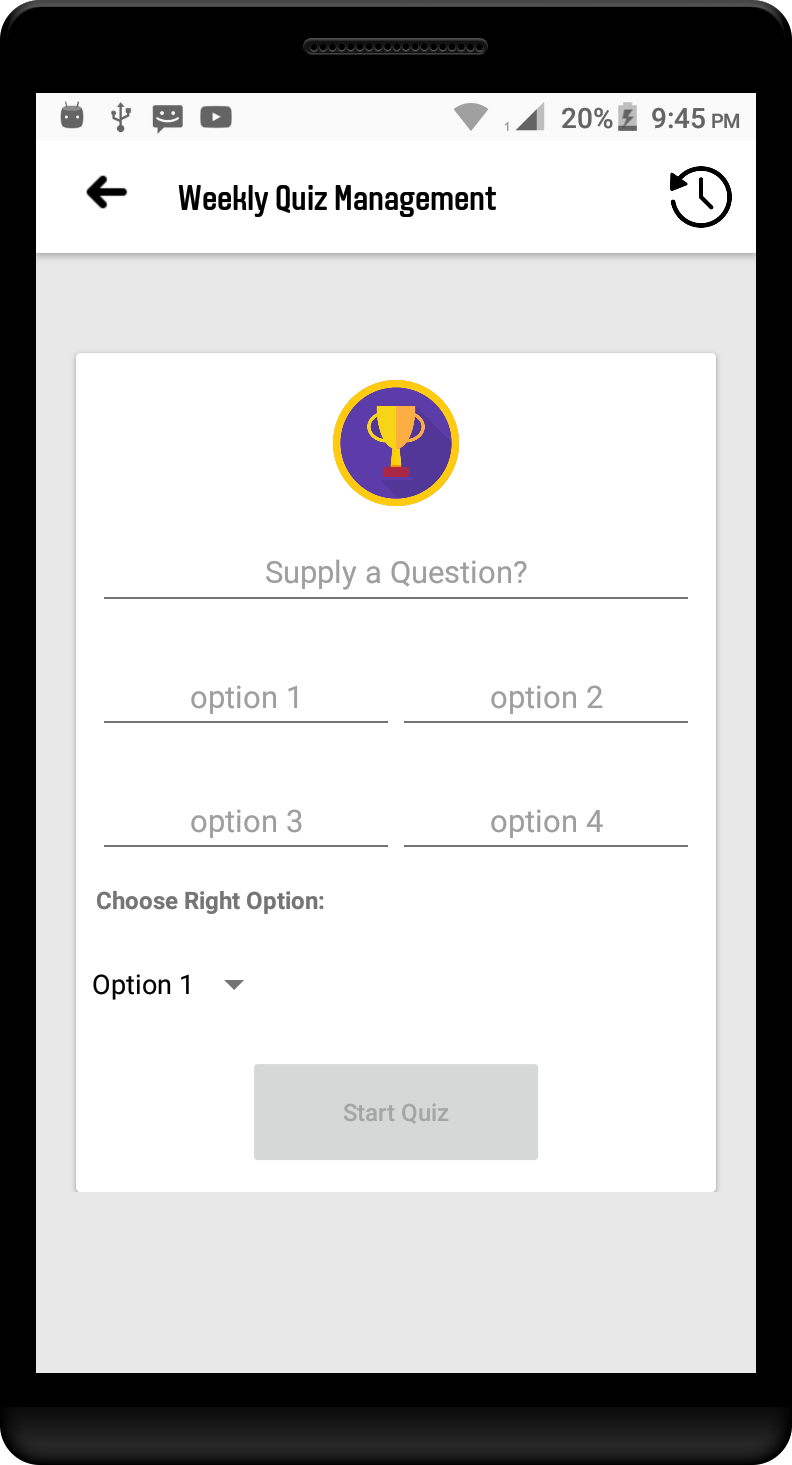 1 20% 9:45 PM
Weekly Quiz Management
Supply a Question?
option 1 option 2
option 3 option 4
Choose Right Option:
Option 1
Start Quiz